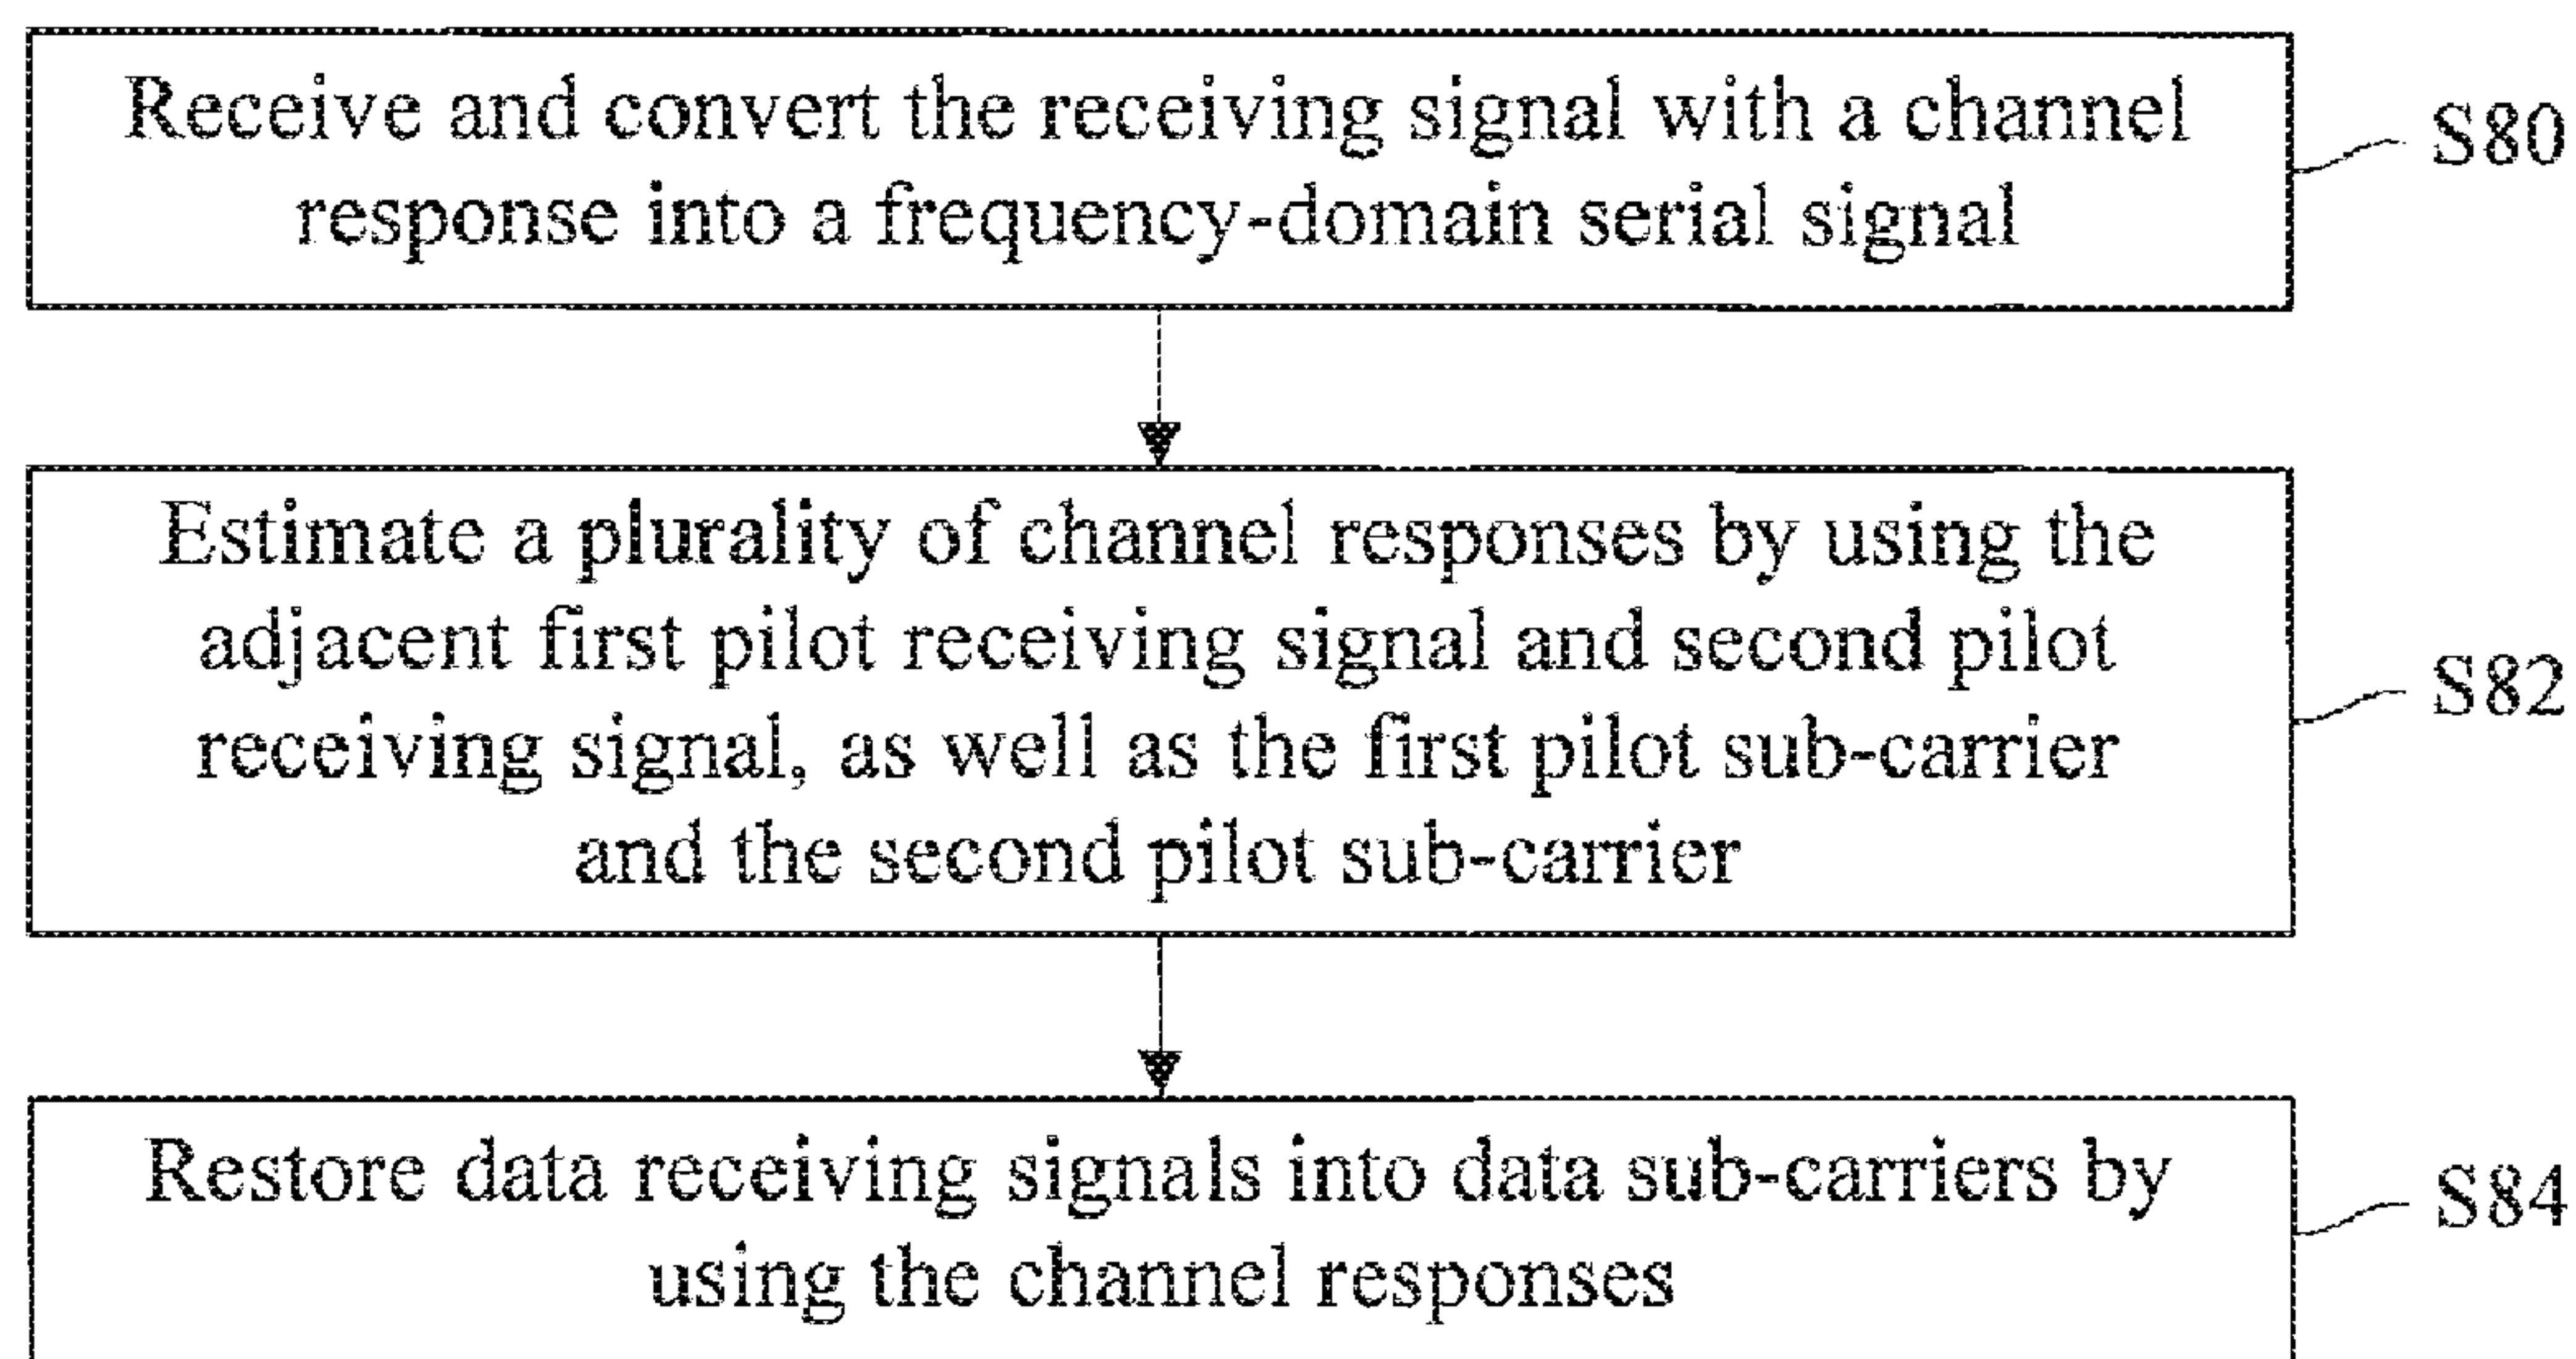 Receive and convert the receiving signal with a channel
response into a frequency-domain serial signal
S80
Estimate a plurality of channel responses by using the
adjacent first pilot receiving signal and second pilot
receiving signal, as well as the first pilot sub-carrier
and the second pilot sub-carrier
S82
Restore data receiving signals into data sub-carriers by
using the channel responses
S84